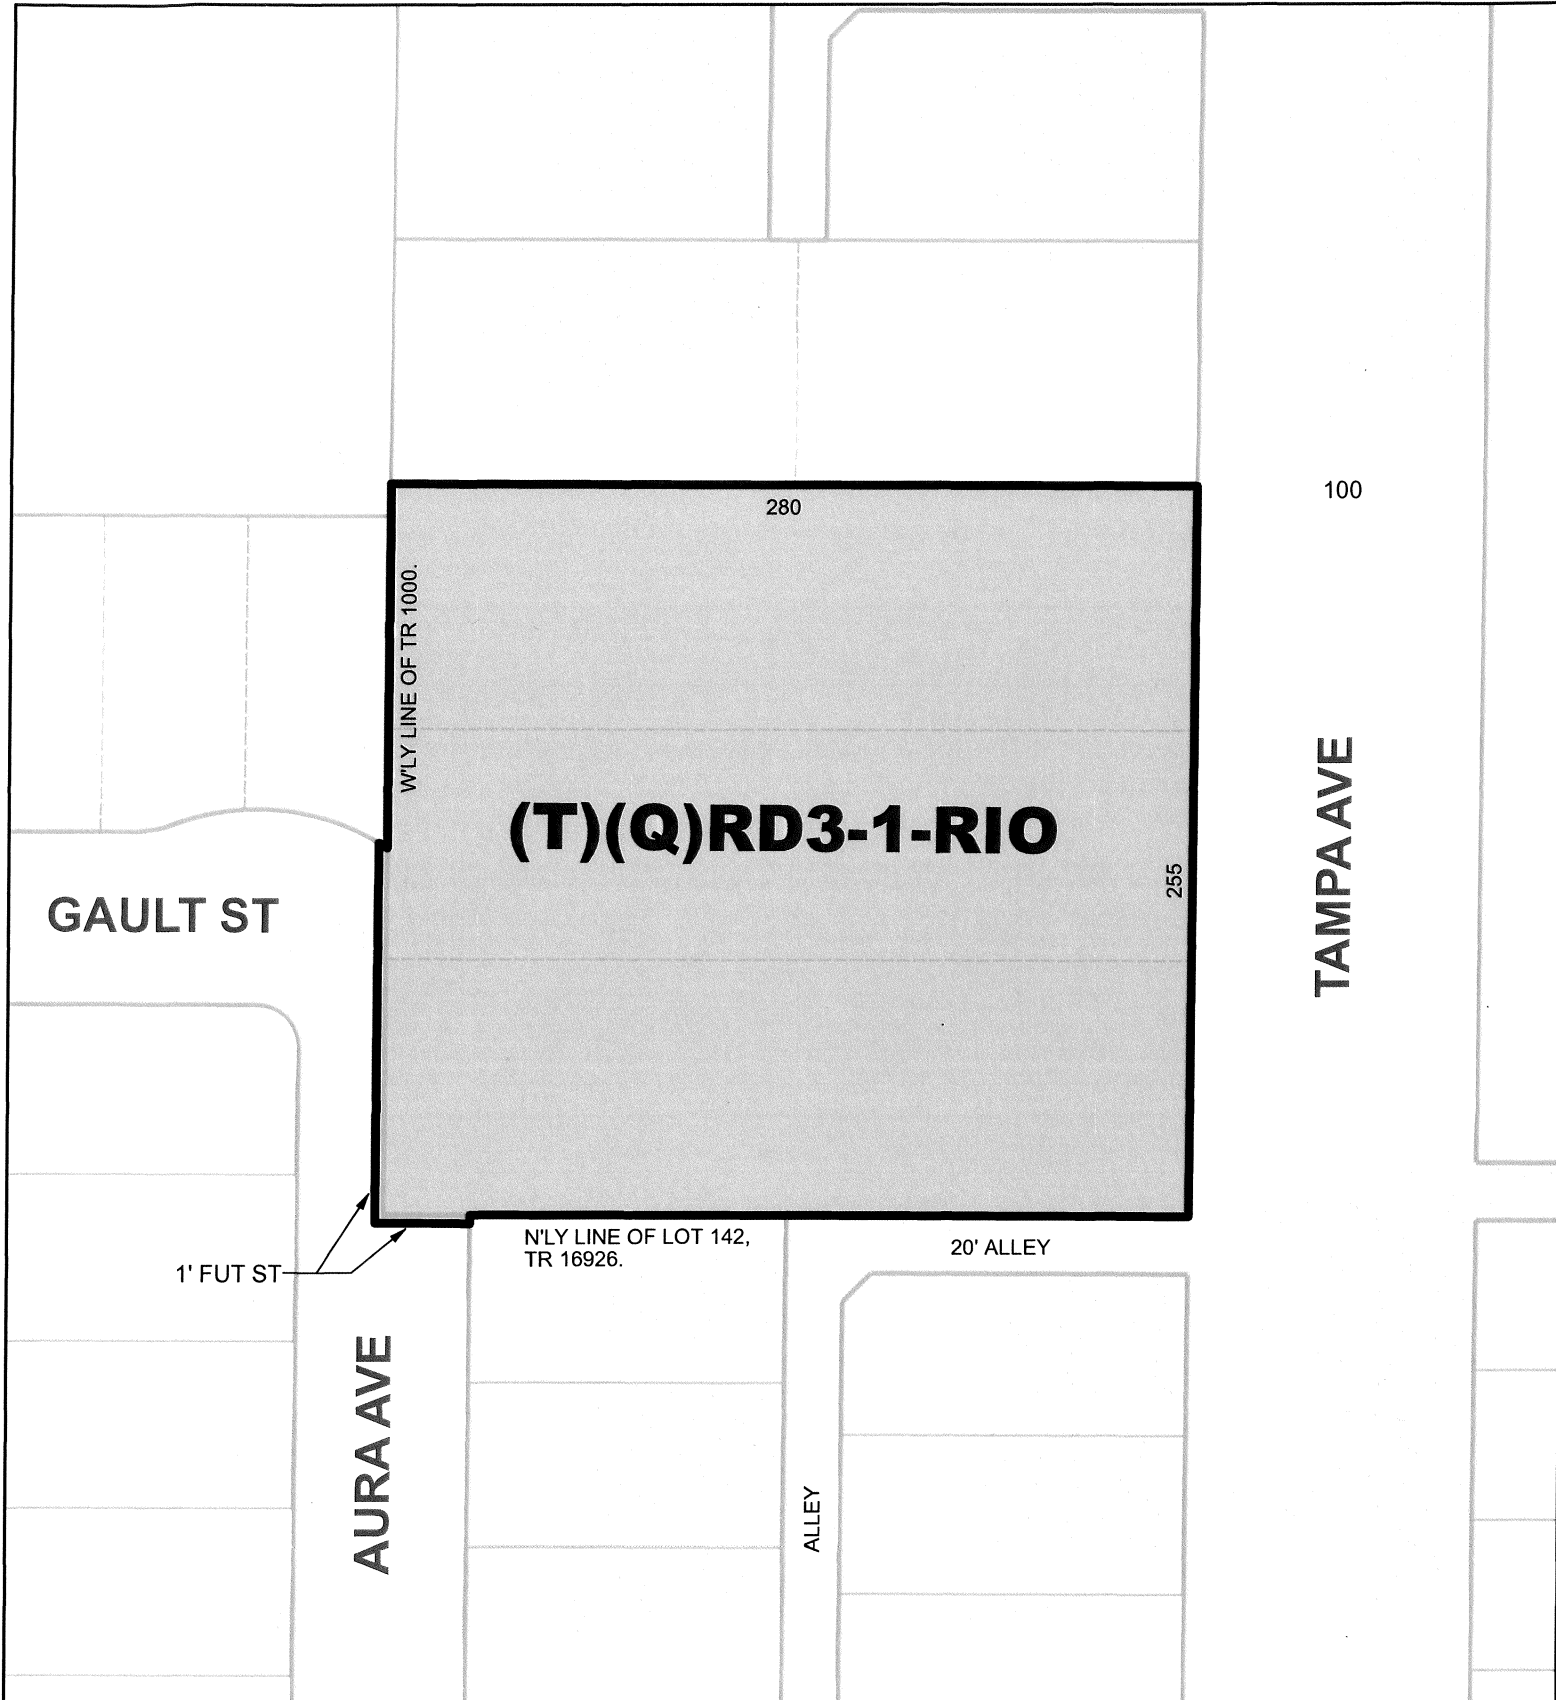 280
100
W'LY LINE OF TR 1000.
(T)(Q)RD3-1-RIO
255
TAMPA AVE
GAULT ST
N'LY LINE OF LOT 142,
TR 16926.
20' ALLEY
1' FUT ST
AURA AVE
ALLEY